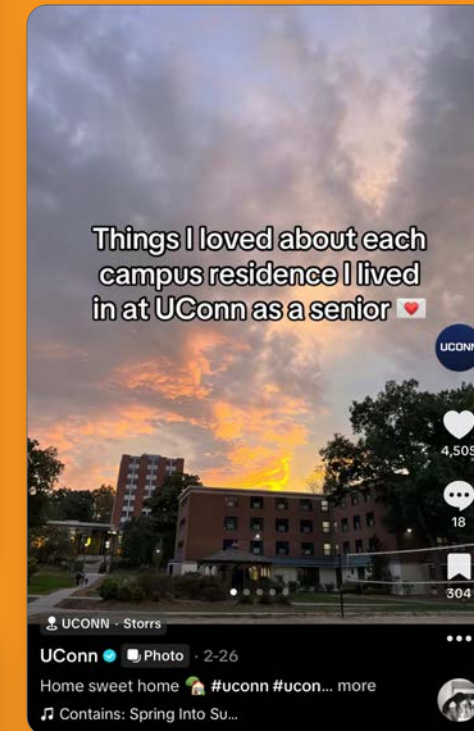 Things I loved about each
campus residence I lived
in at UConn as a senior 💌
UCONN
4,505
18
304
UCONN · Storrs
UConn Photo · 2-26
Home sweet home 🏡 #uconn #ucon... more
Contains: Spring Into Su...